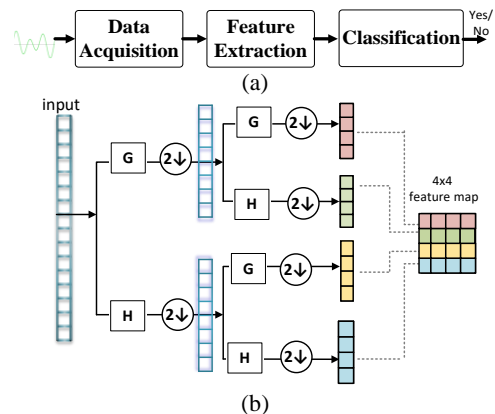 Data Acquisition
Feature Extraction
Classification
Yes/
No
(a)
input
G
2↓
G
2↓
H
2↓
4x4
feature map
H
2↓
G
2↓
H
2↓
(b)